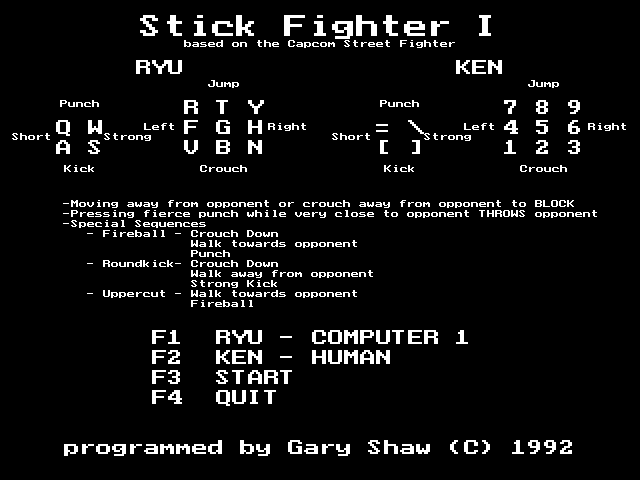 Stick Fighter I
based on the Capcom Street Fighter
RYU KEN
Jump Jump
Punch R T Y Punch 7 8 9
Q W Left F G H Right = \ Left 4 5 6 Right
Short Strong Short Strong
A S V B N [ ] 1 2 3
Kick Crouch Kick Crouch
-Moving away from opponent or crouch away from opponent to BLOCK
-Pressing fierce punch while very close to opponent THROWS opponent
-Special Sequences
- Fireball - Crouch Down
Walk towards opponent
Punch
- Roundkick- Crouch Down
Walk away from opponent
Strong Kick
- Uppercut - Walk towards opponent
Fireball
F1 RYU - COMPUTER 1
F2 KEN - HUMAN
F3 START
F4 QUIT
programmed by Gary Shaw (C) 1992